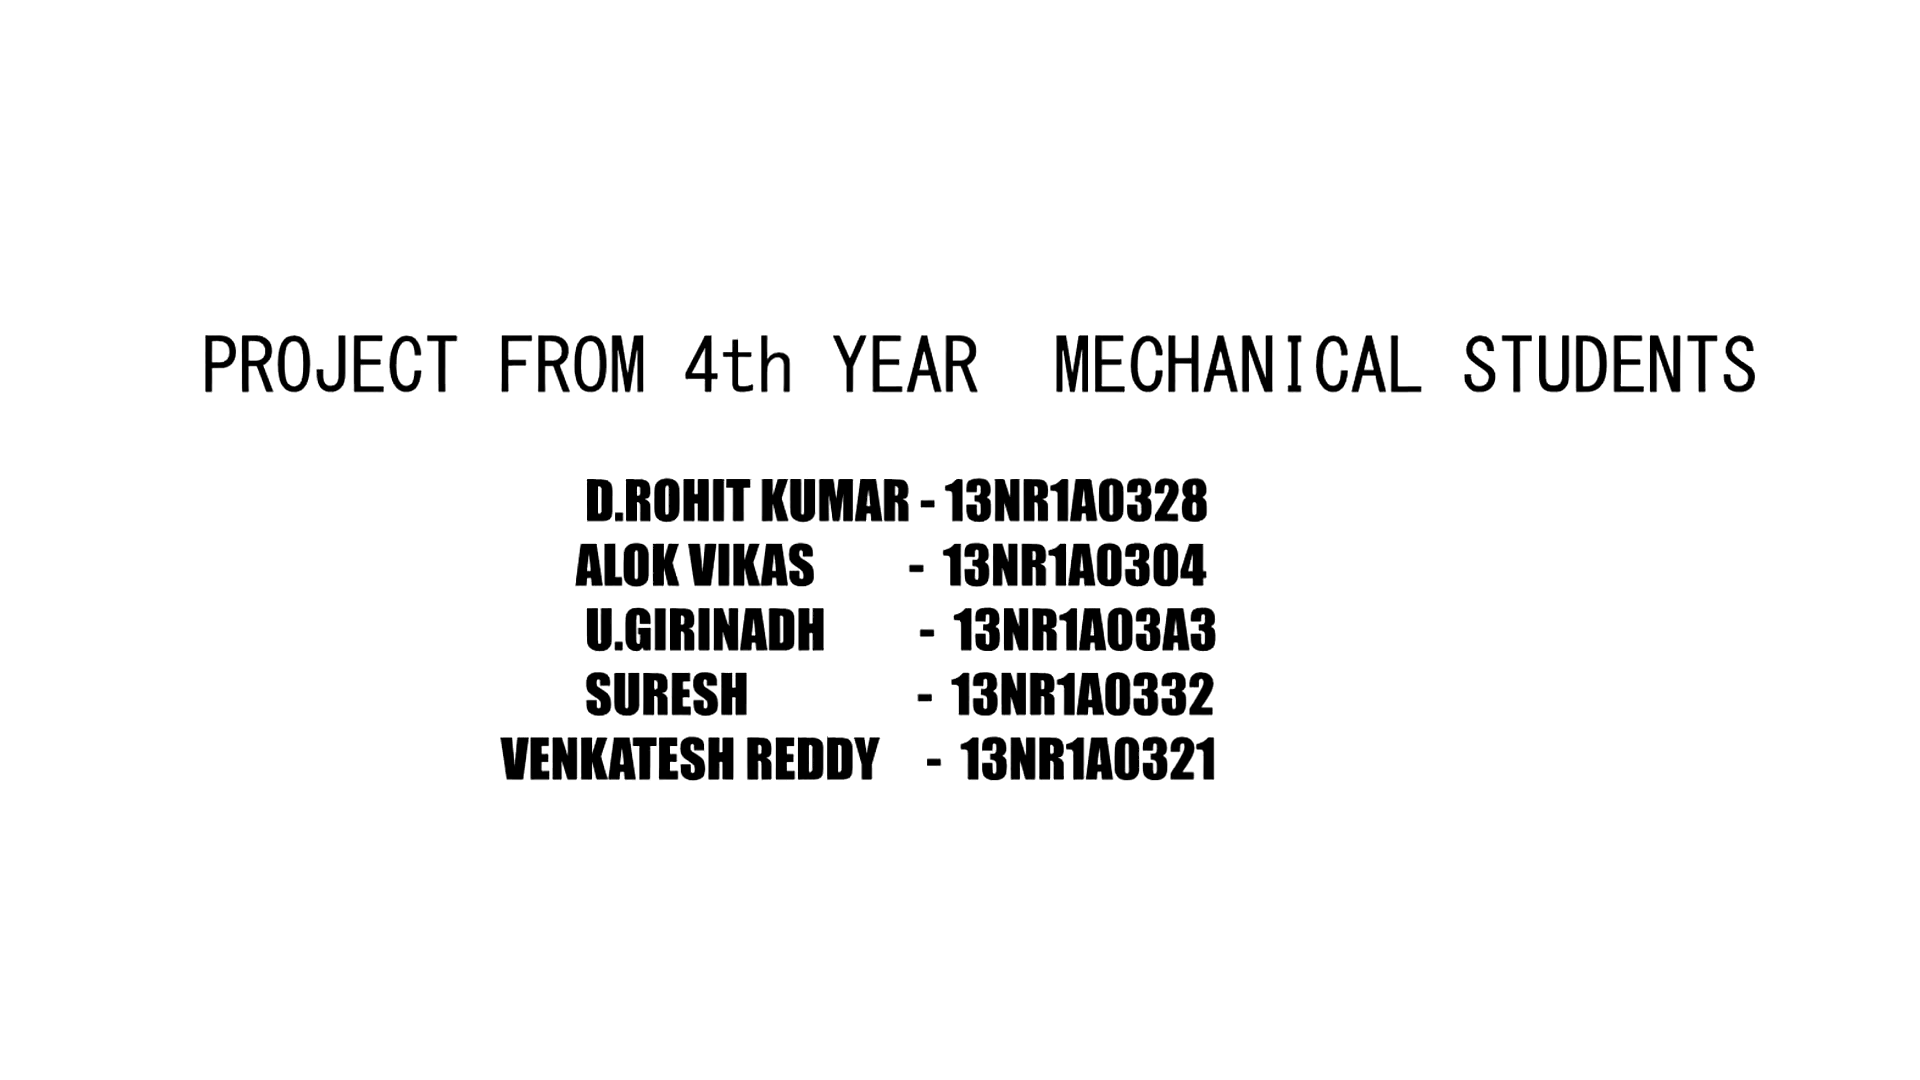 PROJECT FROM 4th YEAR MECHANICAL STUDENTS
D.ROHIT KUMAR - 13NR1A0328
ALOK VIKAS - 13NR1A0304
U.GIRINADH - 13NR1A03A3
SURESH - 13NR1A0332
VENKATESH REDDY - 13NR1A0321